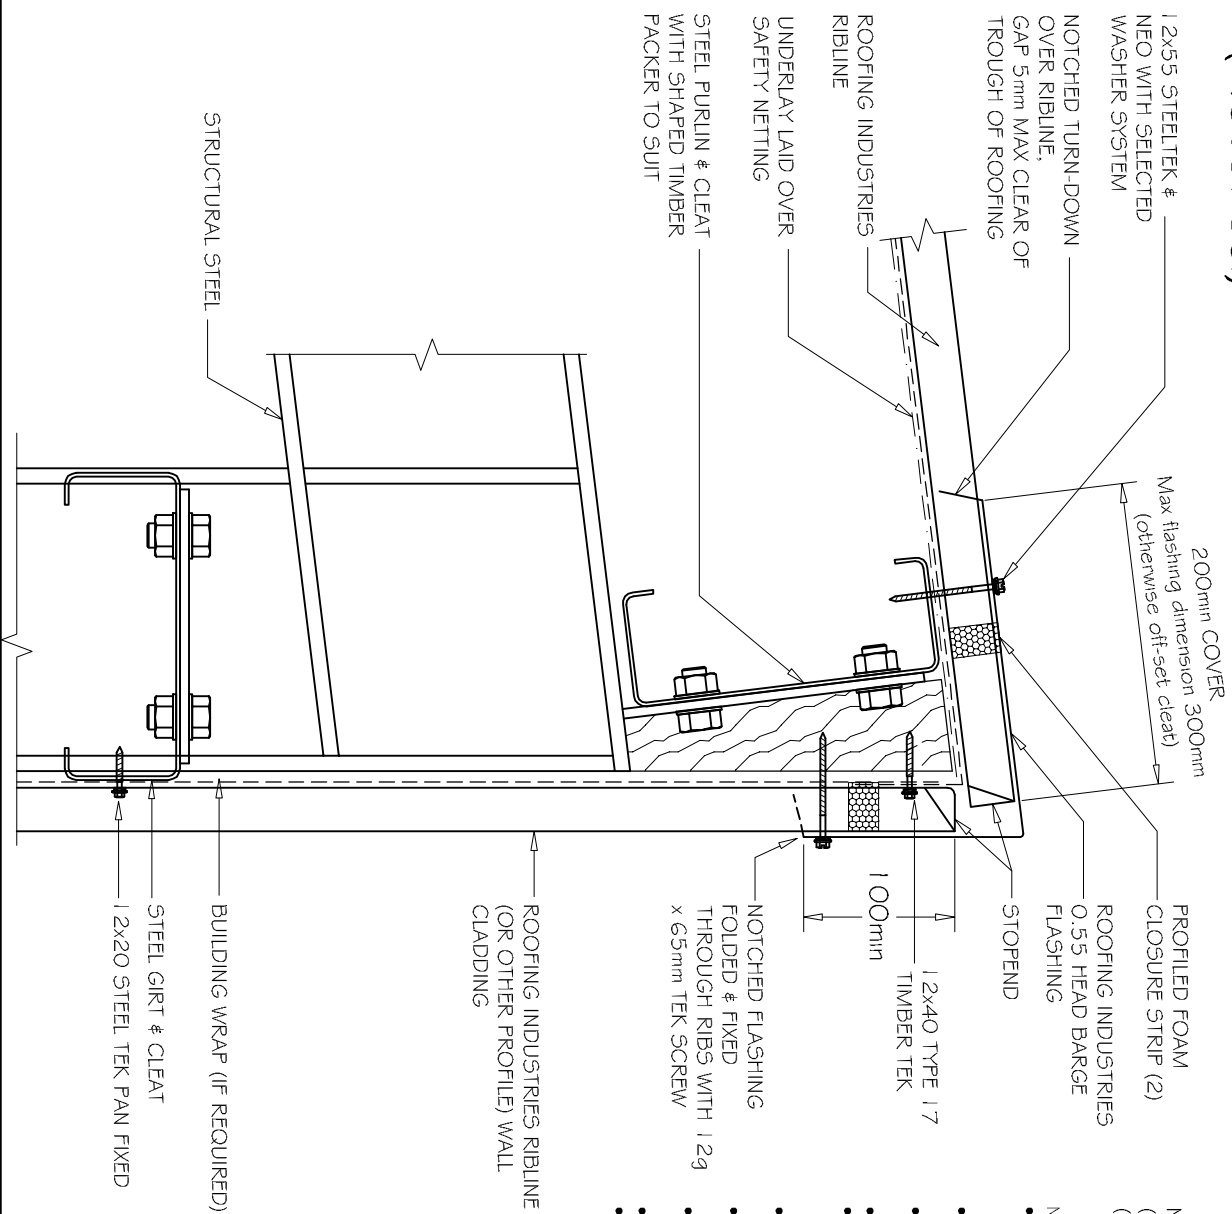 12x55 STEELTEK &
NEO WITH SELECTED
WASHER SYSTEM
NOTCHED TURN-DOWN
OVER RIBLINE,
GAP 5mm MAX CLEAR OF
TROUGH OF ROOFING
ROOFING INDUSTRIES
RIBLINE
UNDERLAY LAID OVER
SAFETY NETTING
STEEL PURLIN & CLEAT
WITH SHAPED TIMBER
PACKER TO SUIT
STRUCTURAL STEEL
200min COVER
Max flashing dimension 300mm
(otherwise off-set cleat)
PROFILED FOAM
CLOSURE STRIP (2)
ROOFING INDUSTRIES
0.55 HEAD BARGE
FLASHING
STOPEND
100min
12x40 TYPE 17
TIMBER TEK
NOTCHED FLASHING
FOLDED & FIXED
THROUGH RIBS WITH 12g
x 65mm TEK SCREW
ROOFING INDUSTRIES RIBLINE
(OR OTHER PROFILE) WALL
CLADDING
BUILDING WRAP (IF REQUIRED)
STEEL GIRT & CLEAT
12x20 STEEL TEK PAN FIXED